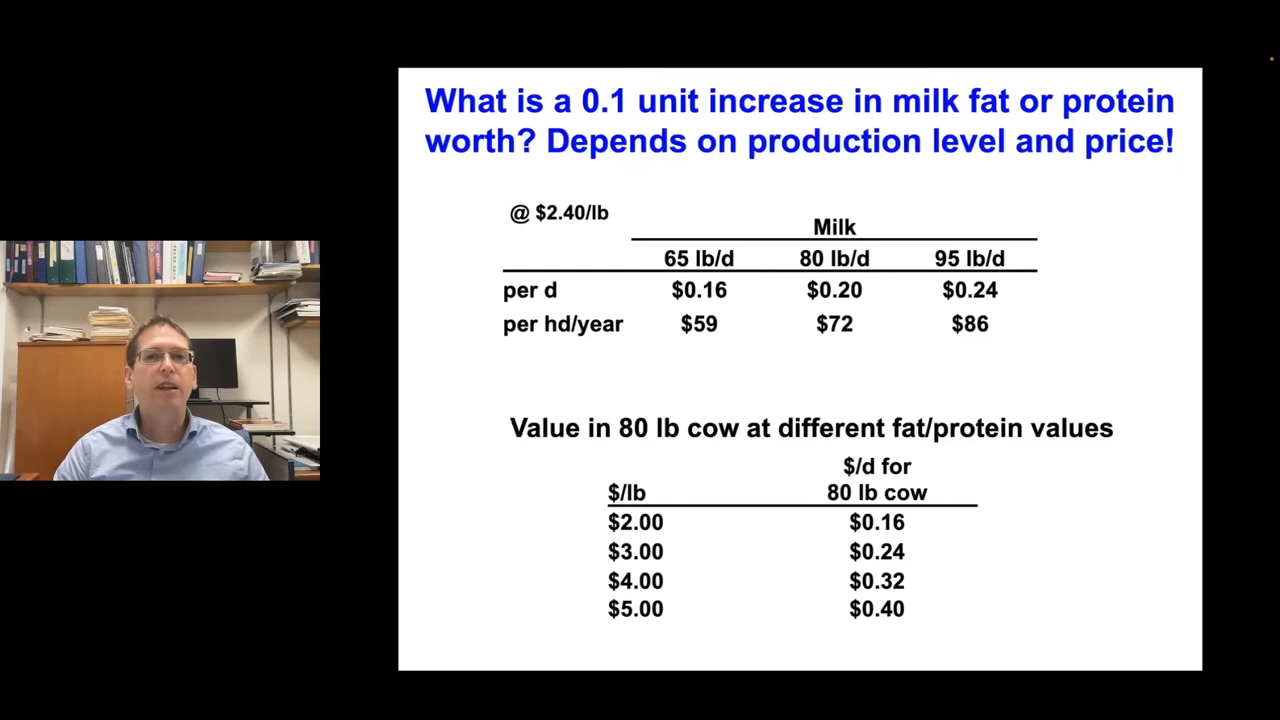 What is a 0.1 unit increase in milk fat or protein
worth? Depends on production level and price!
@ $2.40/lb
Milk
65 lb/d 80 lb/d 95 lb/d
per d $0.16 $0.20 $0.24
per hd/year $59 $72 $86
Value in 80 lb cow at different fat/protein values
$/d for
$/lb 80 lb cow
$2.00 $0.16
$3.00 $0.24
$4.00 $0.32
$5.00 $0.40